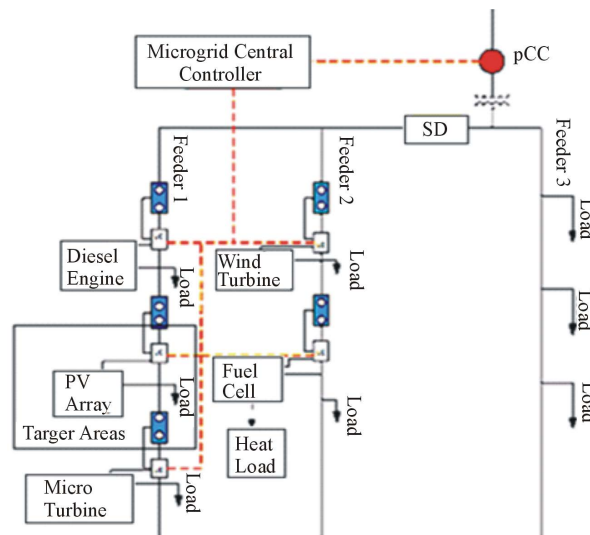 Microgrid Central
Controller
pCC
SD
Feeder 1
Feeder 2
Feeder 3
Load
Diesel
Engine
Load
Wind
Turbine
Load
Load
PV
Array
Load
Targer Areas
Fuel
Cell
Load
Load
Heat
Load
Micro
Turbine
Load